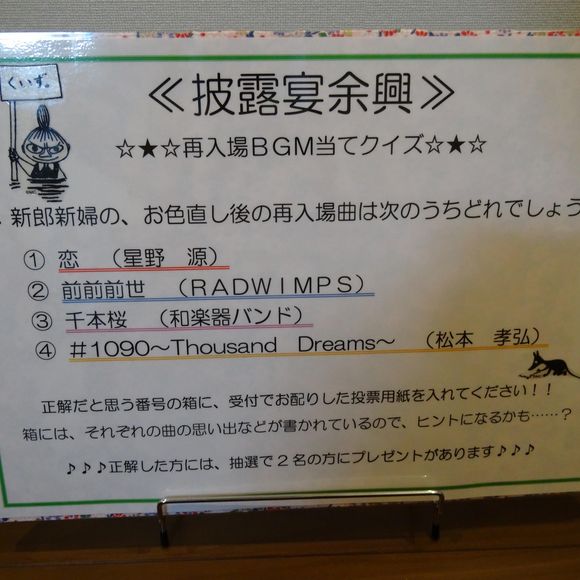 くいず。
≪披露宴余興≫
☆★☆再入場BGM当てクイズ☆★☆
新郎新婦の、お色直し後の再入場曲は次のうちどれでしょう
① 恋 （星野 源）
② 前前前世 （RADWIMPS）
③ 千本桜 （和楽器バンド）
④ #1090～Thousand Dreams～ （松本 孝弘）
正解だと思う番号の箱に、受付でお配りした投票用紙を入れてください！！
箱には、それぞれの曲の思い出などが書かれているので、ヒントになるかも……？
♪♪♪正解した方には、抽選で2名の方にプレゼントがあります♪♪♪